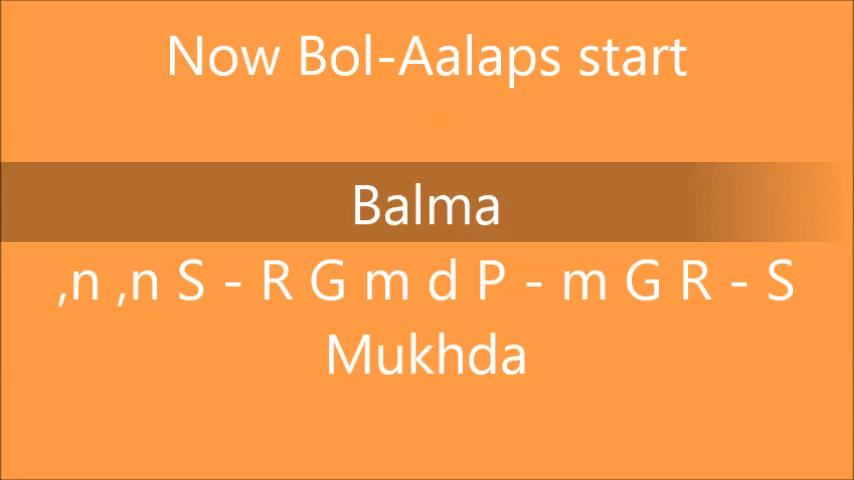 Now Bol-Aalaps start
Balma
,n ,n S - R G m d P - m G R - S
Mukhda